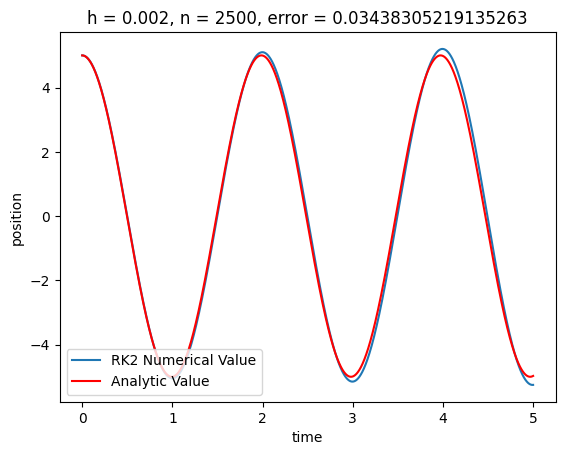 h = 0.002, n = 2500, error = 0.03438305219135263
position
4
2
0
−2
−4
RK2 Numerical Value
Analytic Value
0 1 2 3 4 5
time